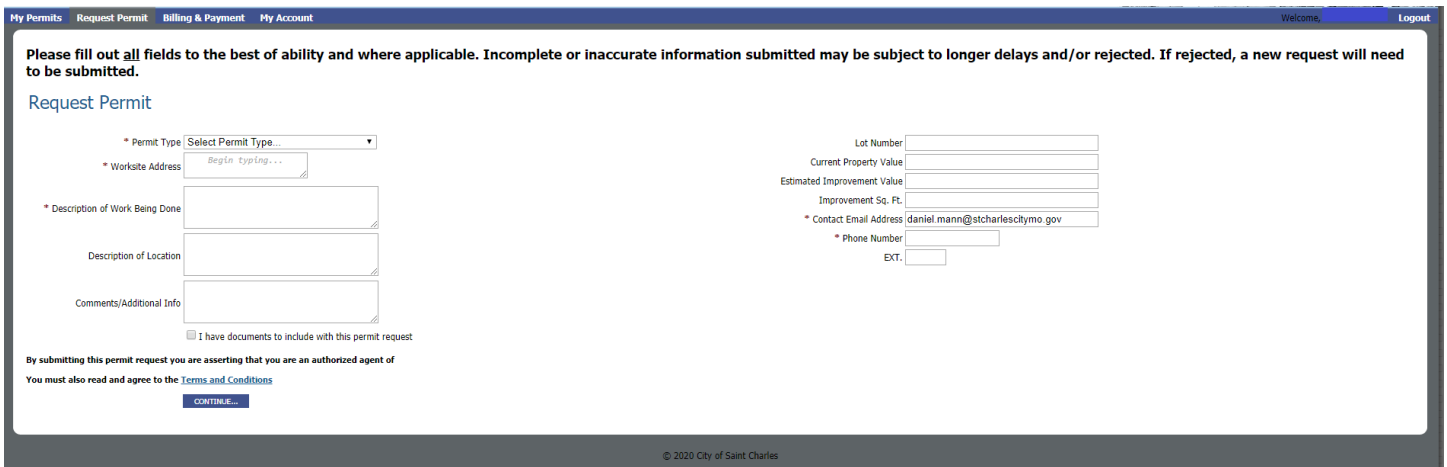 My Permits Request Permit Billing & Payment My Account Welcome, Logout
Please fill out all fields to the best of ability and where applicable. Incomplete or inaccurate information submitted may be subject to longer delays and/or rejected. If rejected, a new request will need
to be submitted.
Request Permit
* Permit Type Select Permit Type...
* Worksite Address Begin typing...
* Description of Work Being Done
Description of Location
Comments/Additional Info
I have documents to include with this permit request
By submitting this permit request you are asserting that you are an authorized agent of
You must also read and agree to the Terms and Conditions
CONTINUE...
Lot Number
Current Property Value
Estimated Improvement Value
Improvement Sq. Ft.
* Contact Email Address daniel.mann@stcharlescitymo.gov
* Phone Number
EXT.
© 2020 City of Saint Charles